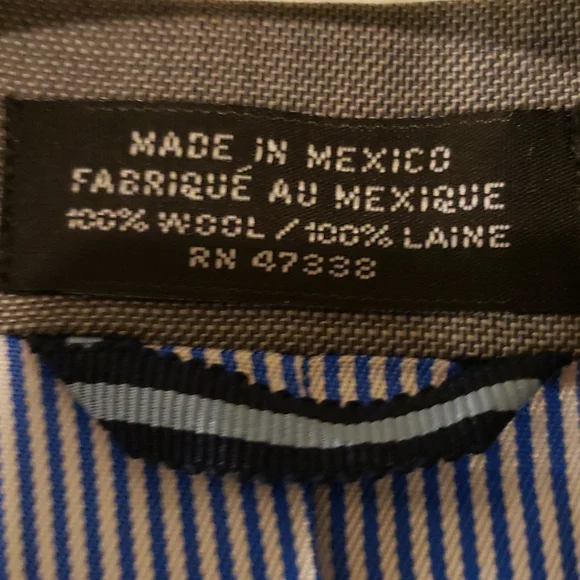 MADE IN MEXICO
FABRIQUÉ AU MEXIQUE
100% WOOL / 100% LAINE
RN 47338